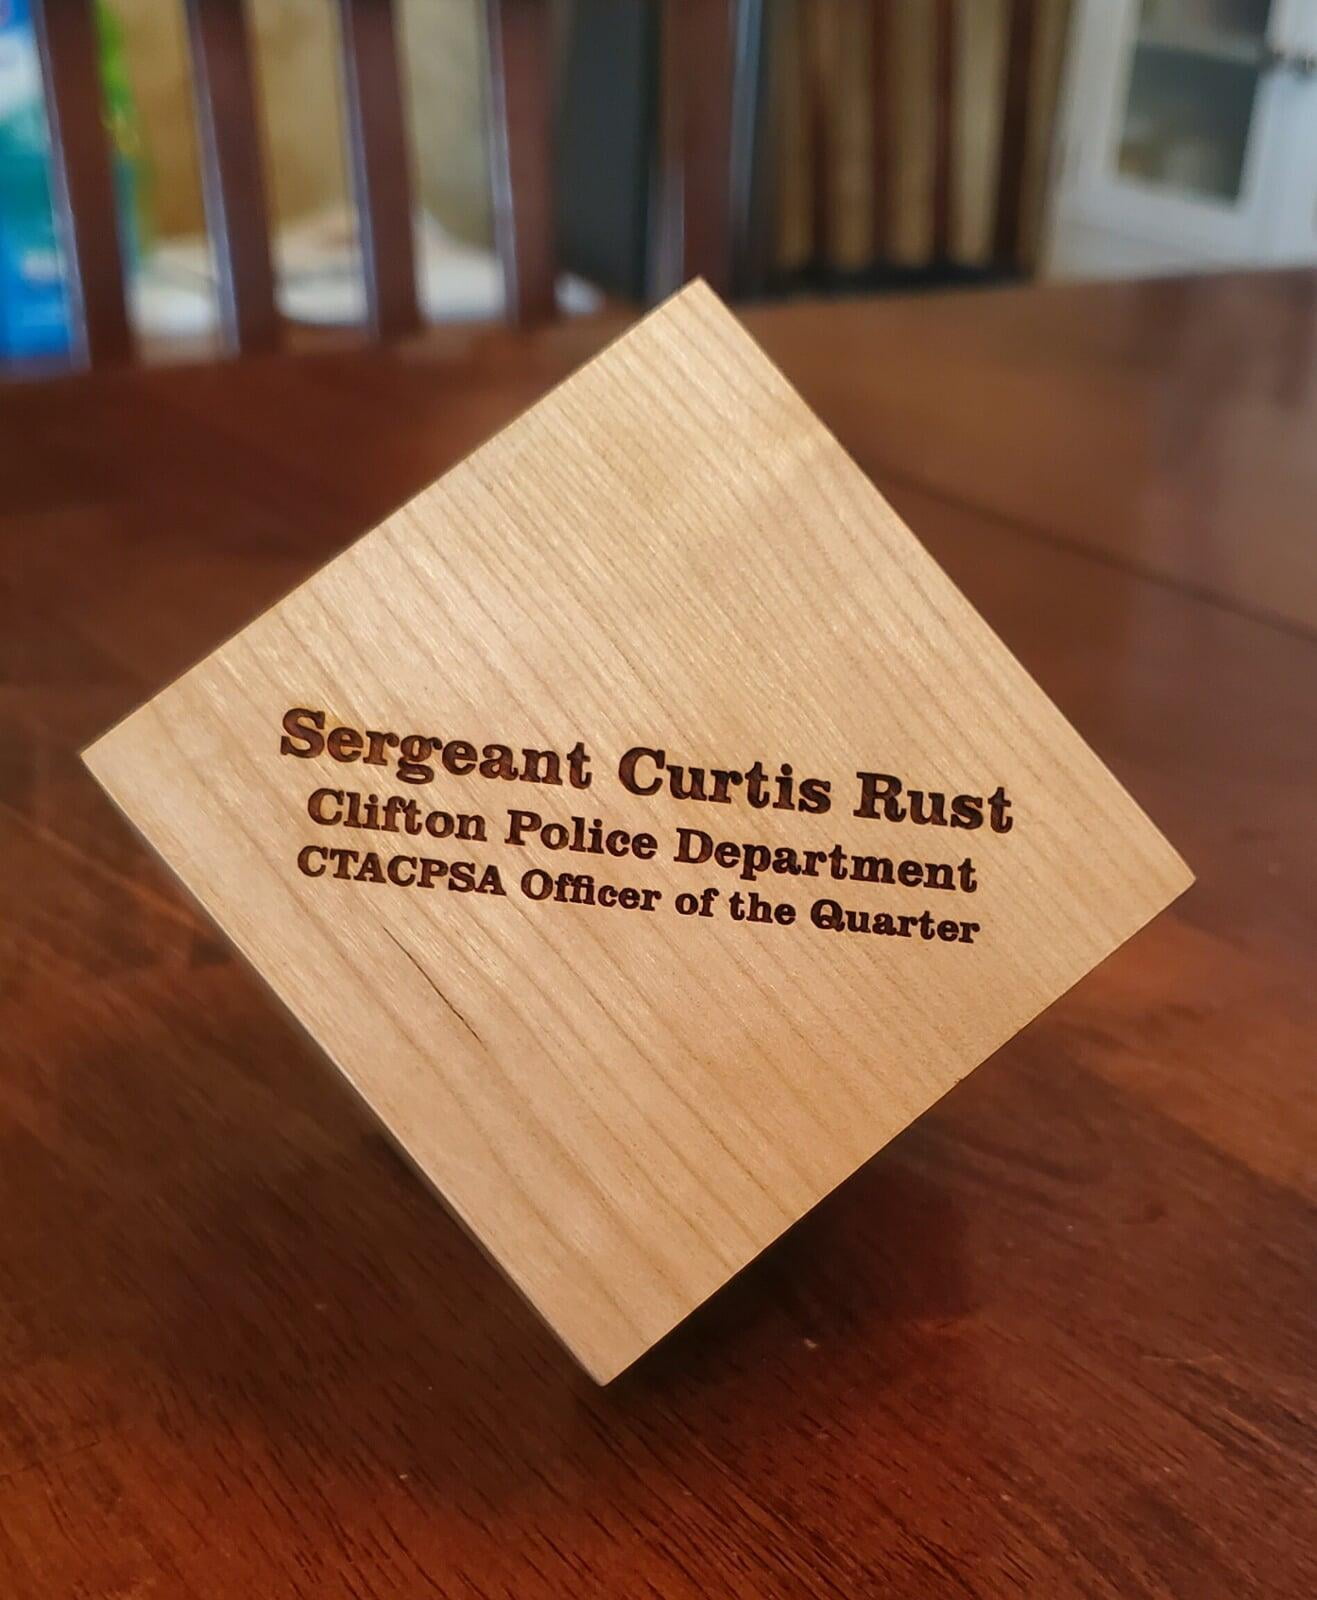 Sergeant Curtis Rust
Clifton Police Department
CTACPSA Officer of the Quarter